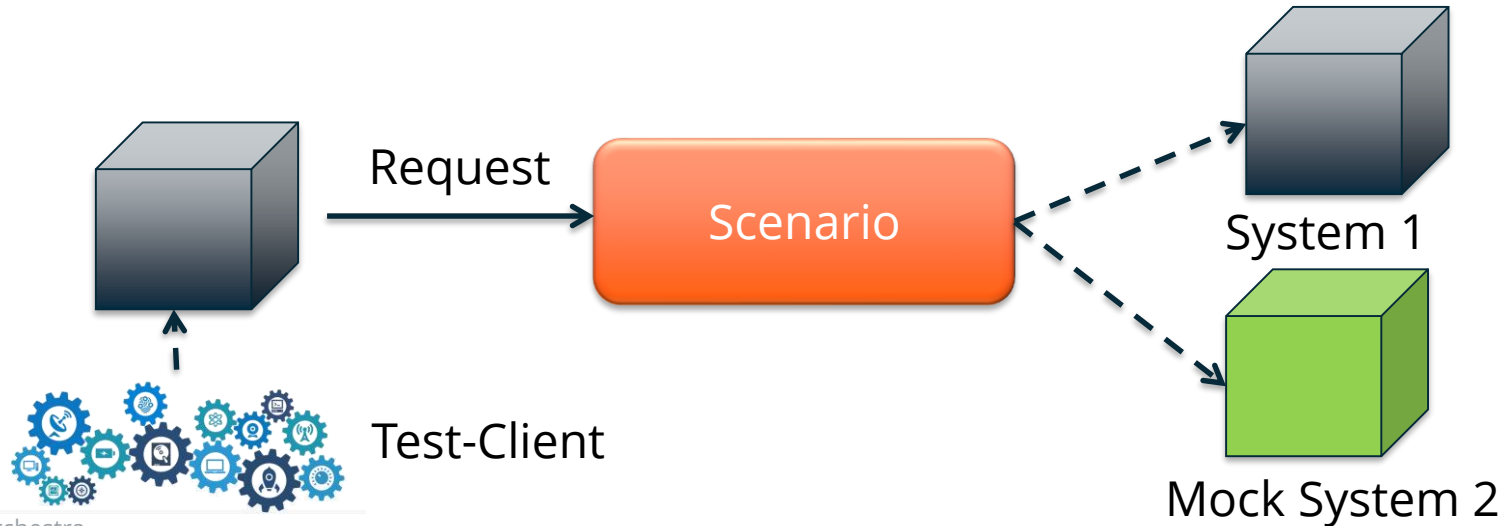 Request
Scenario
System 1
Test-Client
Mock System 2